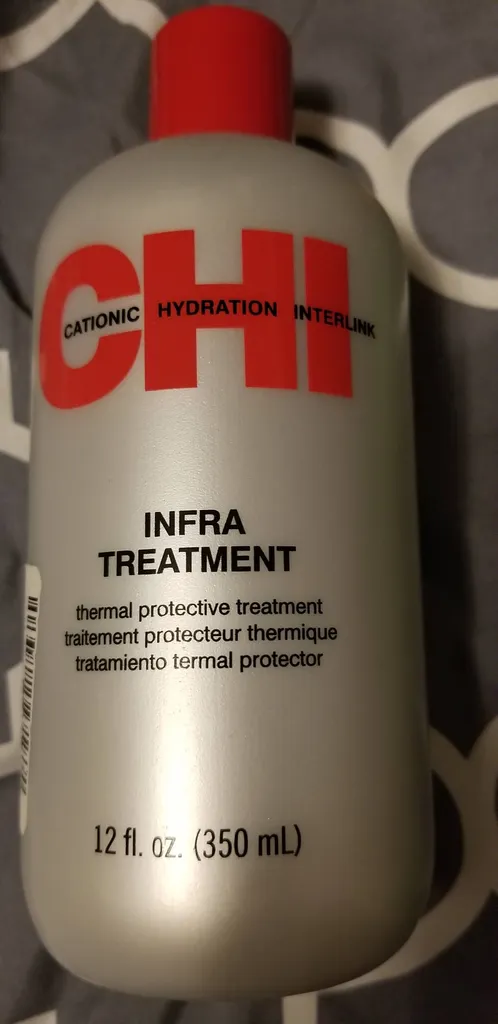 CHI
CATIONIC HYDRATION INTERLINK
INFRA
TREATMENT
thermal protective treatment
traitement protecteur thermique
tratamiento termal protector
12 fl. oz. (350 mL)